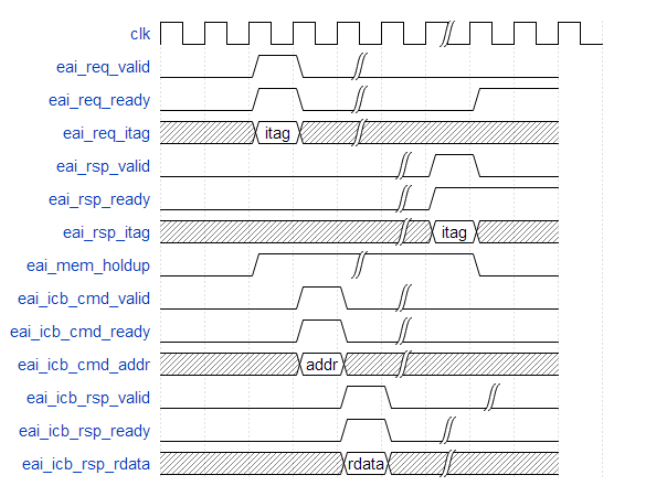 clk
eai_req_valid
eai_req_ready
eai_req_itag itag
eai_rsp_valid
eai_rsp_ready
eai_rsp_itag itag
eai_mem_holdup
eai_icb_cmd_valid
eai_icb_cmd_ready
eai_icb_cmd_addr addr
eai_icb_rsp_valid
eai_icb_rsp_ready
eai_icb_rsp_rdata rdata